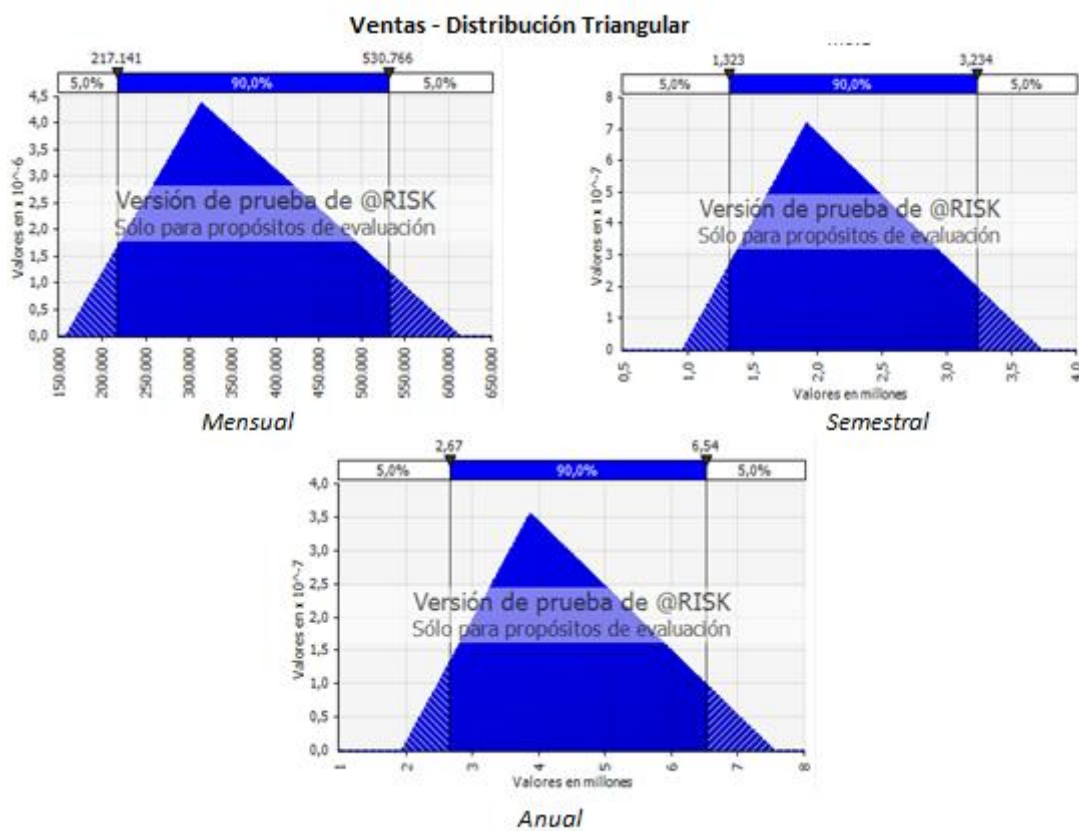 Ventas - Distribución Triangular
217.141 530.766
5,0% 90,0% 5,0%
4,5
4,0
3,5
3,0
2,5
2,0
1,5
1,0
0,5
0,0
Valores en x 10^-6
Versión de prueba de @RISK
Sólo para propósitos de evaluación
150.000 200.000 250.000 300.000 350.000 400.000 450.000 500.000 550.000 600.000 650.000
Mensual
1,323 3,234
5,0% 90,0% 5,0%
8
7
6
5
4
3
2
1
0
Valores en x 10^-7
Versión de prueba de @RISK
Sólo para propósitos de evaluación
0,5 1,0 1,5 2,0 2,5 3,0 3,5 4,0
Valores en millones
Semestral
2,67 6,54
5,0% 90,0% 5,0%
4,0
3,5
3,0
2,5
2,0
1,5
1,0
0,5
0,0
Valores en x 10^-7
Versión de prueba de @RISK
Sólo para propósitos de evaluación
1 2 3 4 5 6 7 8
Valores en millones
Anual